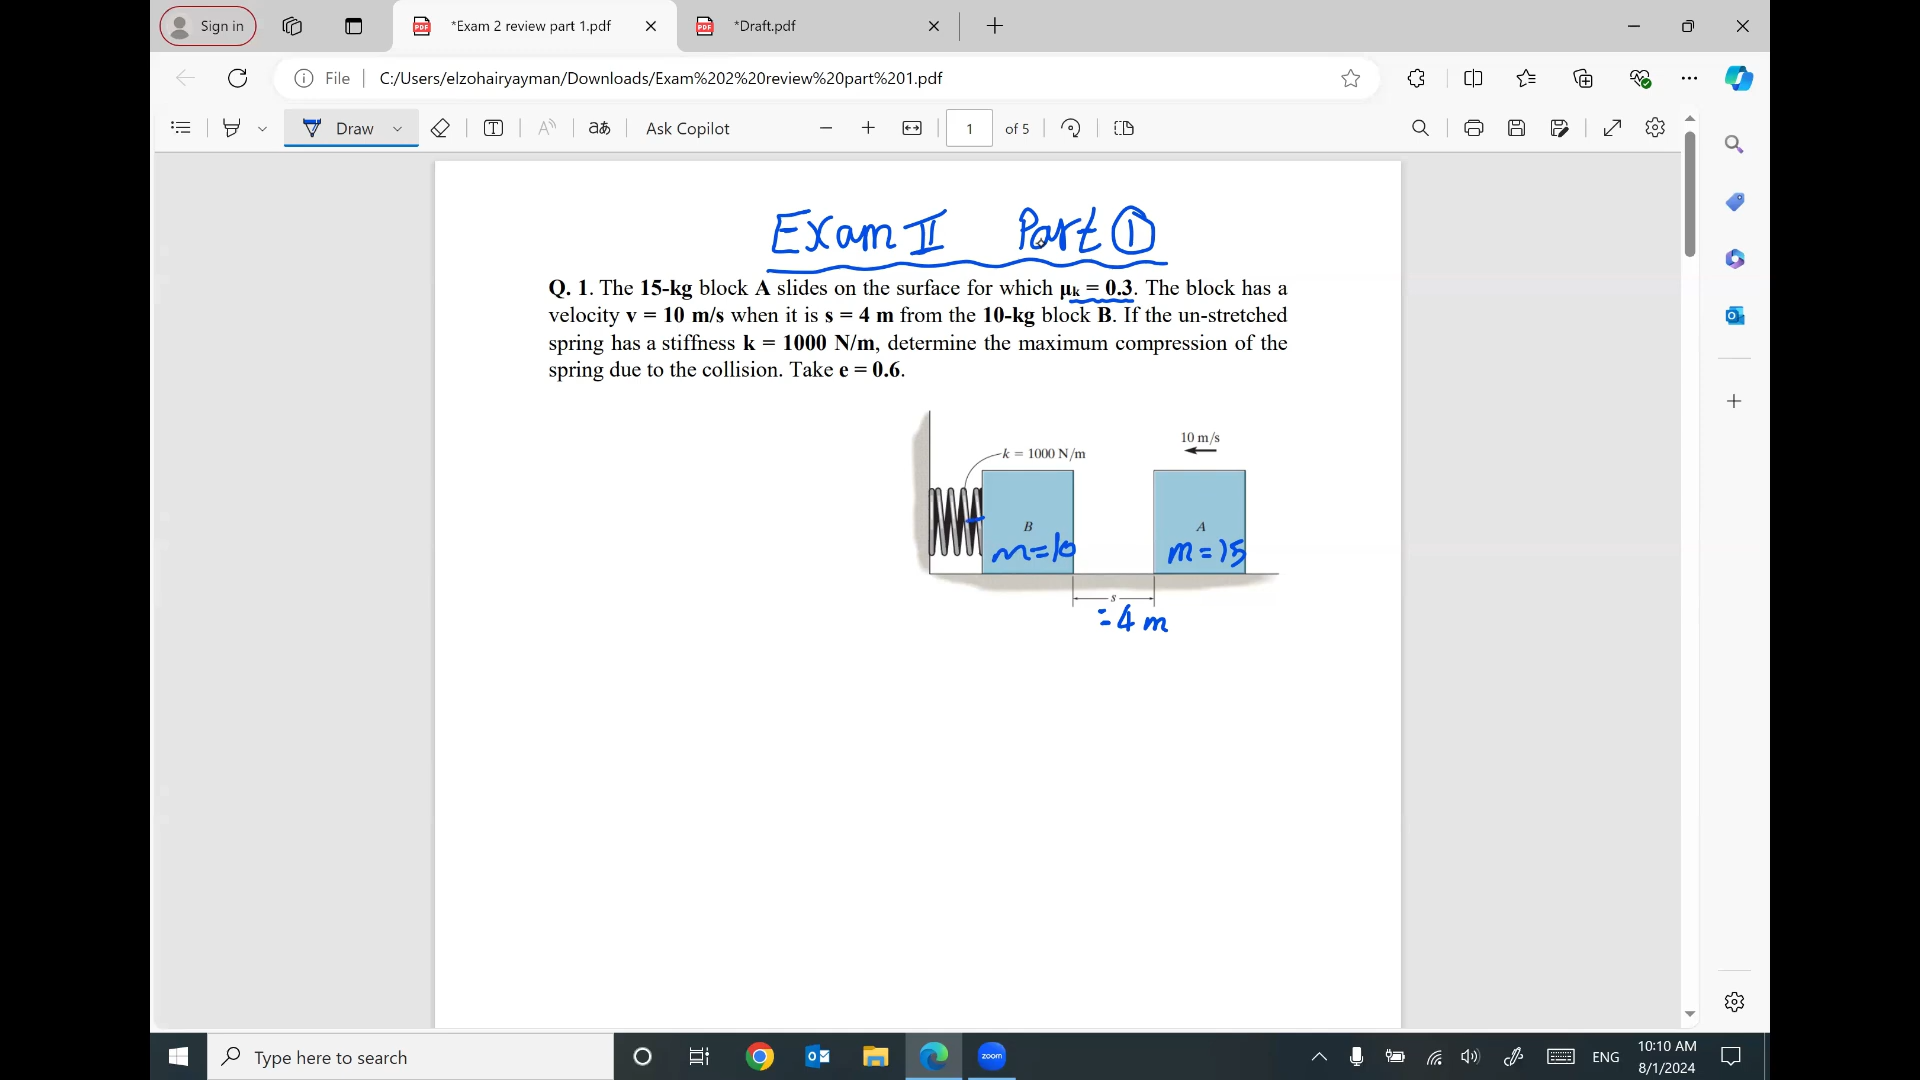 Sign in
*Exam 2 review part 1.pdf
*Draft.pdf
File
C:/Users/elzohairyayman/Downloads/Exam%202%20review%20part%201.pdf
Draw
aあ
Ask Copilot
1 of 5
Exam II Part ①
Q. 1. The 15-kg block A slides on the surface for which μk = 0.3. The block has a
velocity v = 10 m/s when it is s = 4 m from the 10-kg block B. If the un-stretched
spring has a stiffness k = 1000 N/m, determine the maximum compression of the
spring due to the collision. Take e = 0.6.
10 m/s
k = 1000 N/m
B
A
m=10
m=15
s
=4 m
Type here to search
zoom
ENG
10:10 AM
8/1/2024